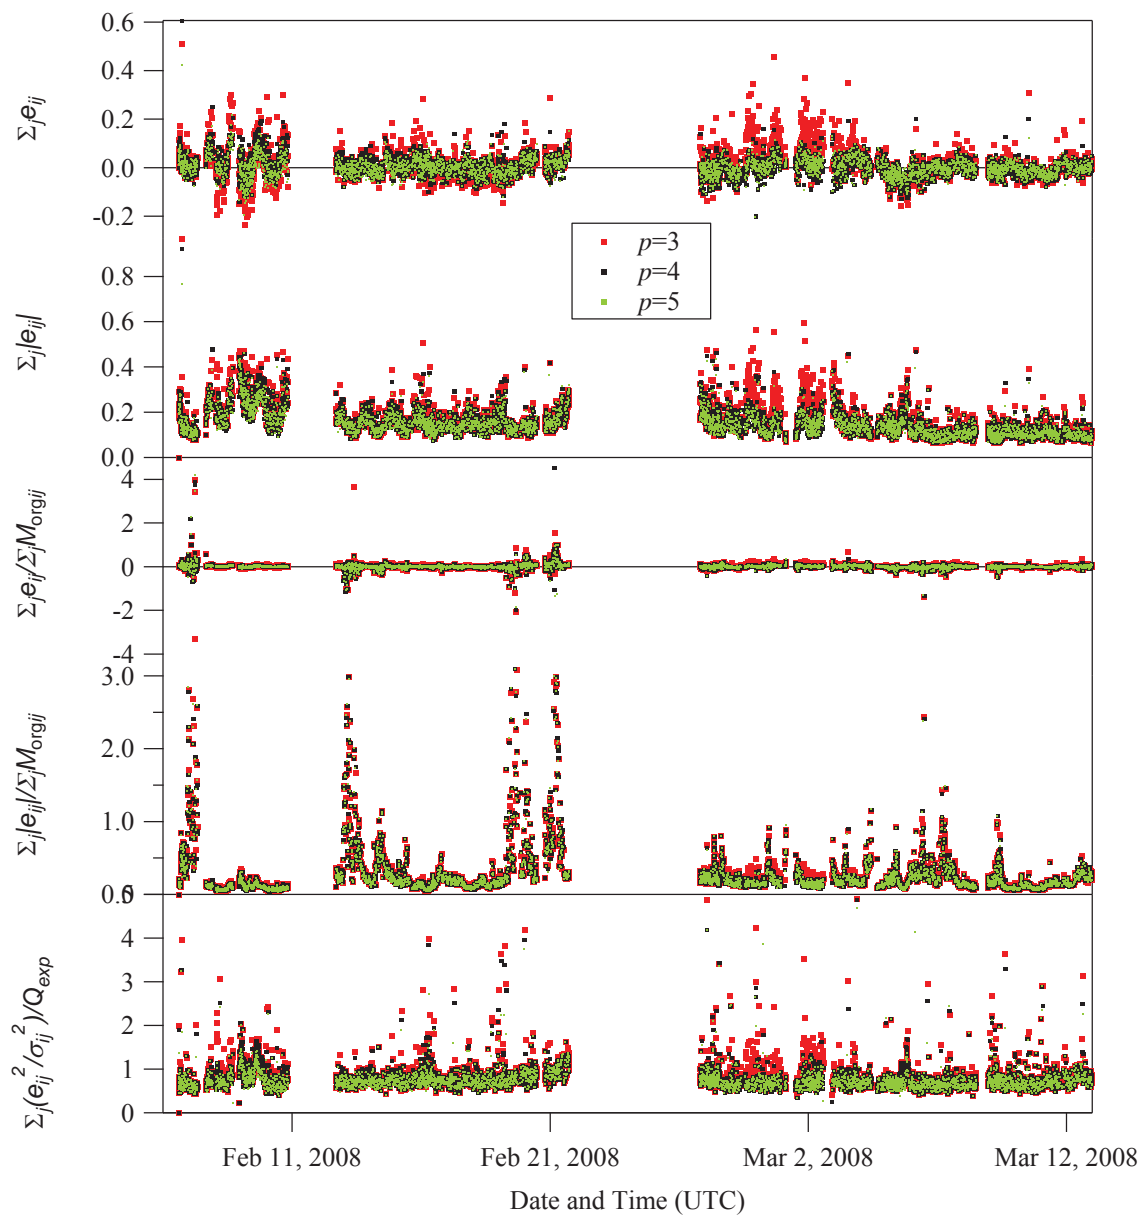 Σjeij
0.6
0.4
0.2
0.0
-0.2
p=3
p=4
p=5
Σj|eij|
0.8
0.6
0.4
0.2
0.0
Σjeij/ΣjMorgij
4
2
0
-2
-4
Σj|eij|/ΣjMorgij
3.0
2.0
1.0
0.0
Σj(eij²/σij²)/Qexp
5
4
3
2
1
0
Feb 11, 2008 Feb 21, 2008 Mar 2, 2008 Mar 12, 2008
Date and Time (UTC)